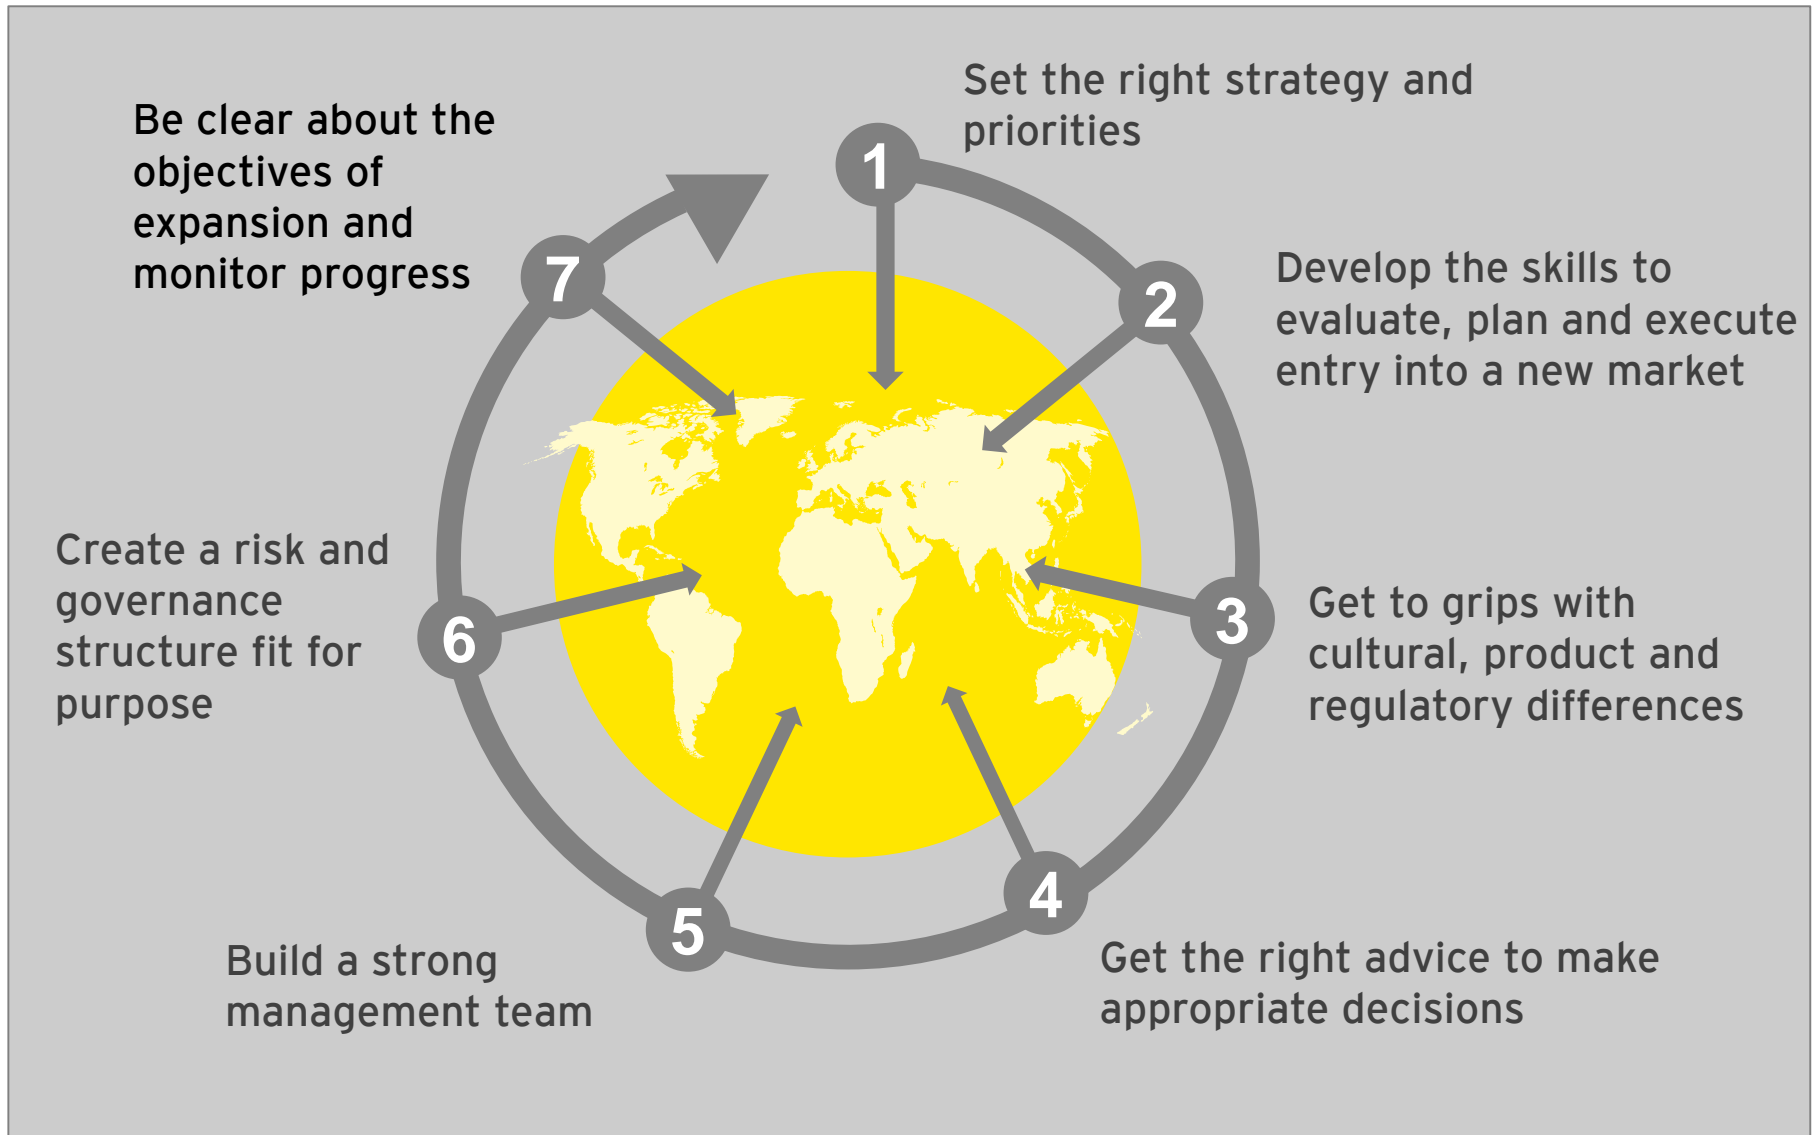 1
Set the right strategy and
priorities
2
Develop the skills to
evaluate, plan and execute
entry into a new market
3
Get to grips with
cultural, product and
regulatory differences
4
Get the right advice to make
appropriate decisions
5
Build a strong
management team
6
Create a risk and
governance
structure fit for
purpose
7
Be clear about the
objectives of
expansion and
monitor progress